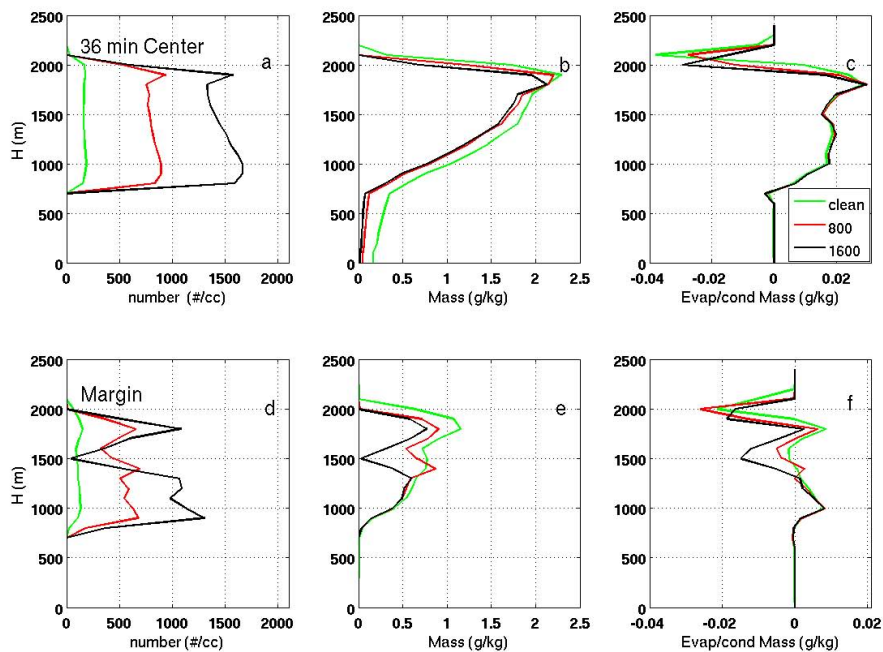 2500
2000
1500
1000
500
0
H (m)
36 min Center
a
0 500 1000 1500 2000
number (#/cc)
2500
2000
1500
1000
500
0
b
0 0.5 1 1.5 2 2.5
Mass (g/kg)
2500
2000
1500
1000
500
0
c
clean
800
1600
-0.04 -0.02 0 0.02
Evap/cond Mass (g/kg)
2500
2000
1500
1000
500
0
H (m)
Margin
d
0 500 1000 1500 2000
number (#/cc)
2500
2000
1500
1000
500
0
e
0 0.5 1 1.5 2 2.5
Mass (g/kg)
2500
2000
1500
1000
500
0
f
-0.04 -0.02 0 0.02
Evap/cond Mass (g/kg)